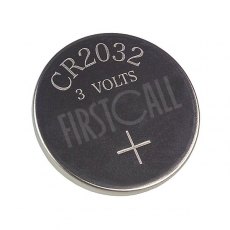 CR2032
3 VOLTS
FIRSTCALL
+